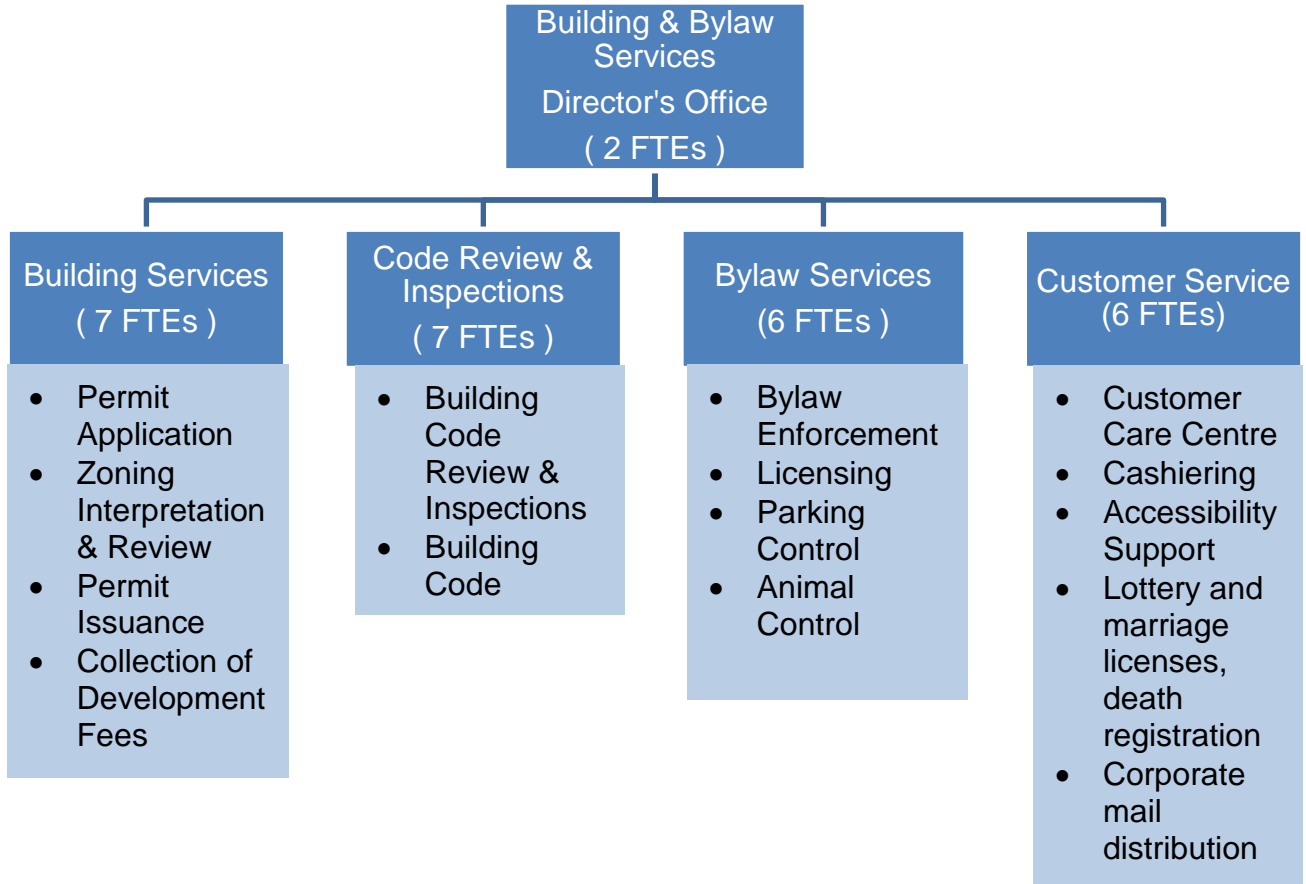 Building & Bylaw
Services
Director's Office
( 2 FTEs )
Building Services
( 7 FTEs )
• Permit
Application
• Zoning
Interpretation
& Review
• Permit
Issuance
• Collection of
Development
Fees
Code Review &
Inspections
( 7 FTEs )
• Building
Code
Review &
Inspections
• Building
Code
Bylaw Services
(6 FTEs )
• Bylaw
Enforcement
• Licensing
• Parking
Control
• Animal
Control
Customer Service
(6 FTEs)
• Customer
Care Centre
• Cashiering
• Accessibility
Support
• Lottery and
marriage
licenses,
death
registration
• Corporate
mail
distribution